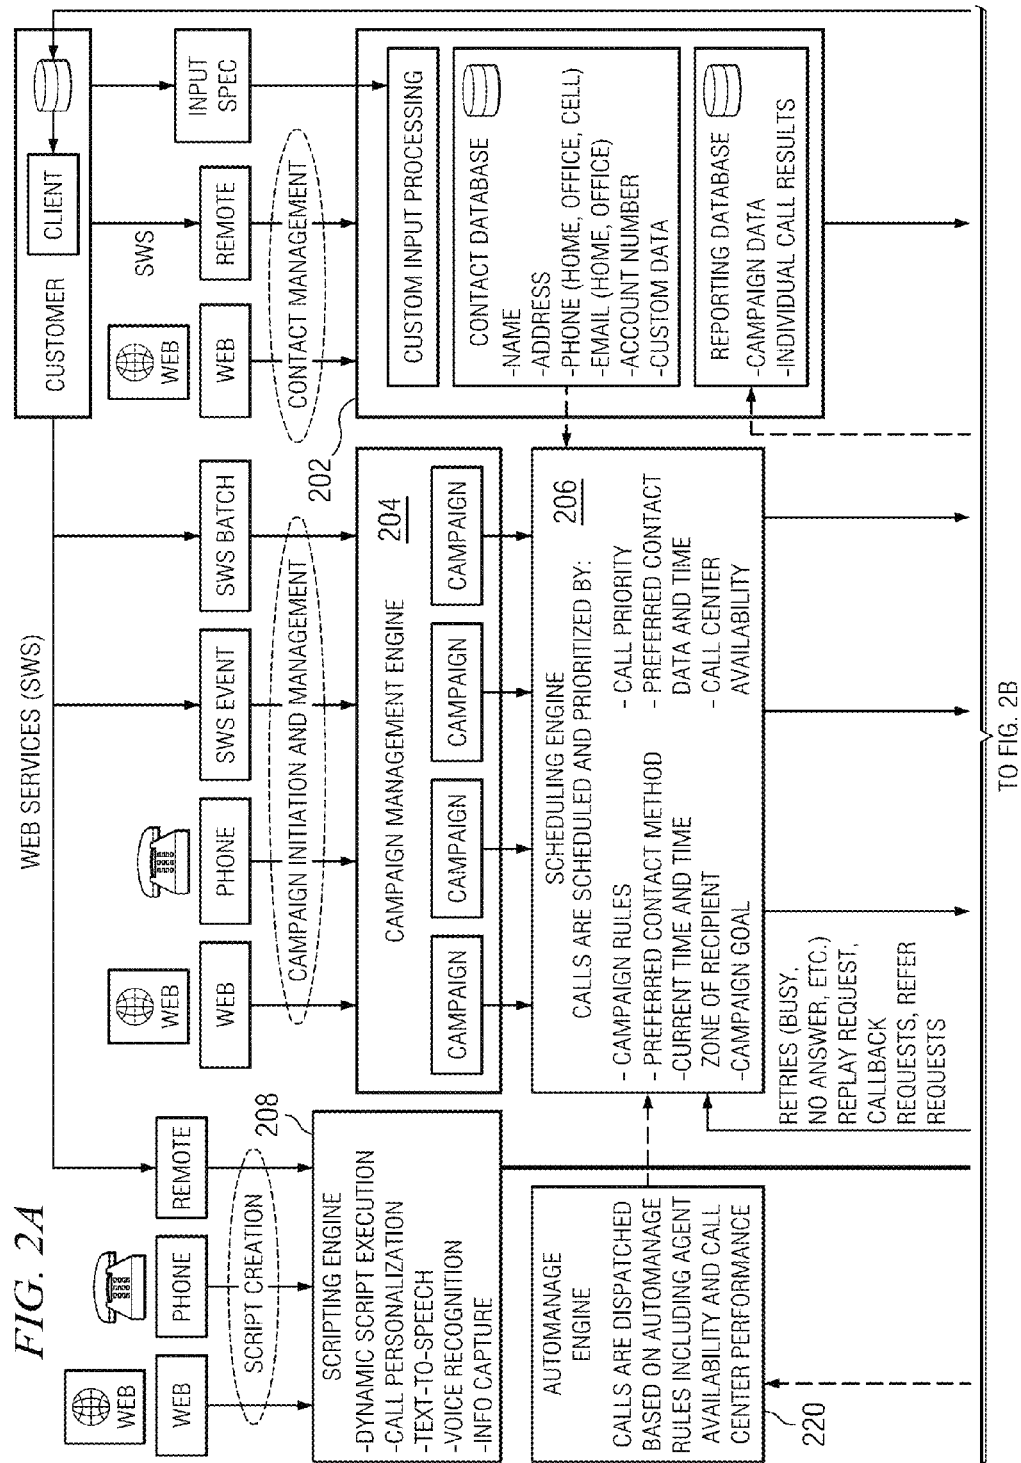 FIG. 2A
WEB SERVICES (SWS)
WEB
WEB
PHONE
REMOTE
SCRIPT CREATION
208
SCRIPTING ENGINE
-DYNAMIC SCRIPT EXECUTION
-CALL PERSONALIZATION
-TEXT-TO-SPEECH
-VOICE RECOGNITION
-INFO CAPTURE
AUTOMANAGE
ENGINE
CALLS ARE DISPATCHED
BASED ON AUTOMANAGE
RULES INCLUDING AGENT
AVAILABILITY AND CALL
CENTER PERFORMANCE
220
WEB
WEB
PHONE
SWS EVENT
SWS BATCH
CAMPAIGN INITIATION AND MANAGEMENT
CAMPAIGN MANAGEMENT ENGINE
204
CAMPAIGN
CAMPAIGN
CAMPAIGN
CAMPAIGN
SCHEDULING ENGINE
206
CALLS ARE SCHEDULED AND PRIORITIZED BY:
- CAMPAIGN RULES
- PREFERRED CONTACT METHOD
-CURRENT TIME AND TIME
ZONE OF RECIPIENT
-CAMPAIGN GOAL
- CALL PRIORITY
- PREFERRED CONTACT
DATA AND TIME
- CALL CENTER
AVAILABILITY
RETRIES (BUSY,
NO ANSWER, ETC.)
REPLAY REQUEST,
CALLBACK
REQUESTS, REFER
REQUESTS
CUSTOMER
CLIENT
SWS
WEB
WEB
REMOTE
INPUT
SPEC
CONTACT MANAGEMENT
202
CUSTOM INPUT PROCESSING
CONTACT DATABASE
-NAME
-ADDRESS
-PHONE (HOME, OFFICE, CELL)
-EMAIL (HOME, OFFICE)
-ACCOUNT NUMBER
-CUSTOM DATA
REPORTING DATABASE
-CAMPAIGN DATA
-INDIVIDUAL CALL RESULTS
TO FIG. 2B